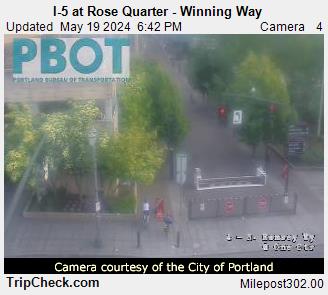 I-5 at Rose Quarter - Winning Way
Updated May 19 2024 6:42 PM Camera 4
PBOT
PORTLAND BUREAU OF TRANSPORTATION
Camera courtesy of the City of Portland
TripCheck.com Milepost302.00